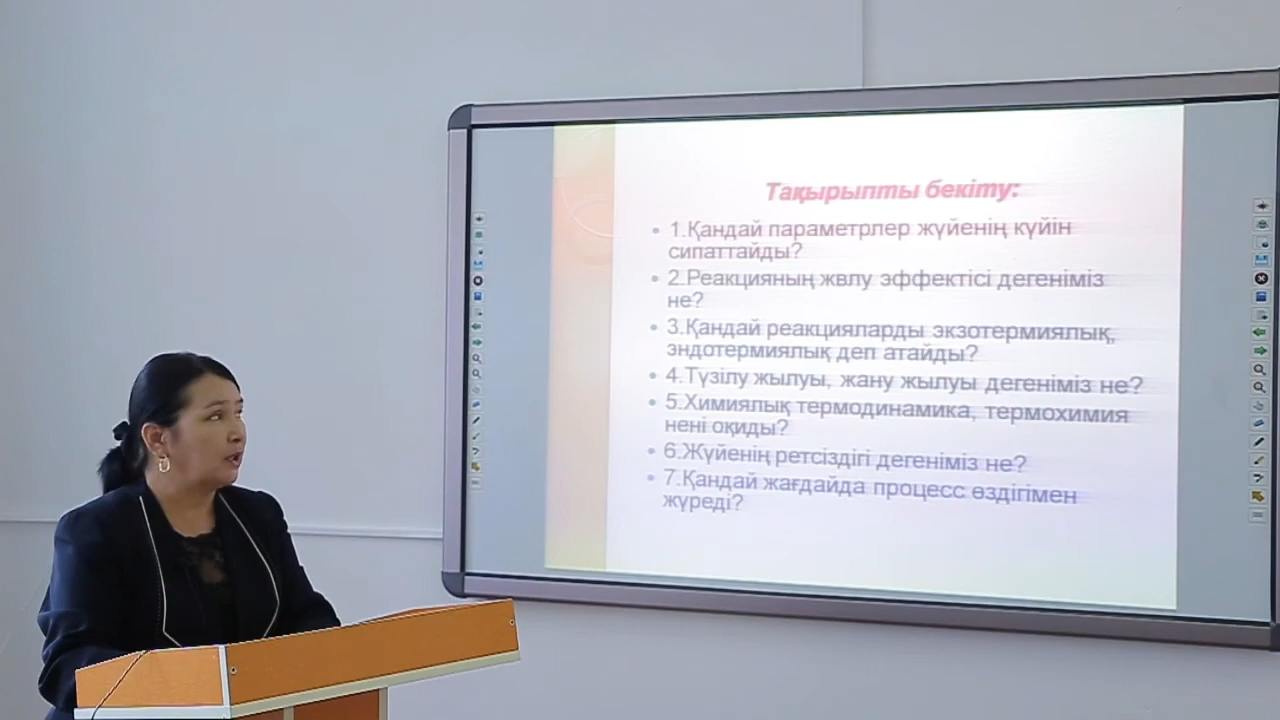 Тақырыпты бекіту:
1.Қандай параметрлер жүйенің күйін
сипаттайды?
2.Реакцияның жвлу эффектісі дегеніміз
не?
3.Қандай реакцияларды экзотермиялық,
эндотермиялық деп атайды?
4.Түзілу жылуы, жану жылуы дегеніміз не?
5.Химиялық термодинамика, термохимия
нені оқиды?
6.Жүйенің ретсіздігі дегеніміз не?
7.Қандай жағдайда процесс өздігімен
жүреді?